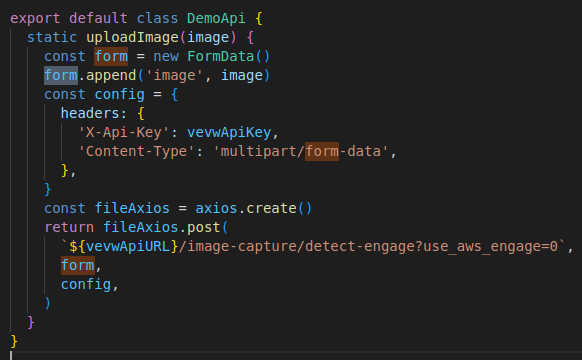 export default class DemoApi {
static uploadImage(image) {
const form = new FormData()
form.append('image', image)
const config = {
headers: {
'X-Api-Key': vevwApiKey,
'Content-Type': 'multipart/form-data',
},
}
const fileAxios = axios.create()
return fileAxios.post(
`${vevwApiURL}/image-capture/detect-engage?use_aws_engage=0`,
form,
config,
)
}
}